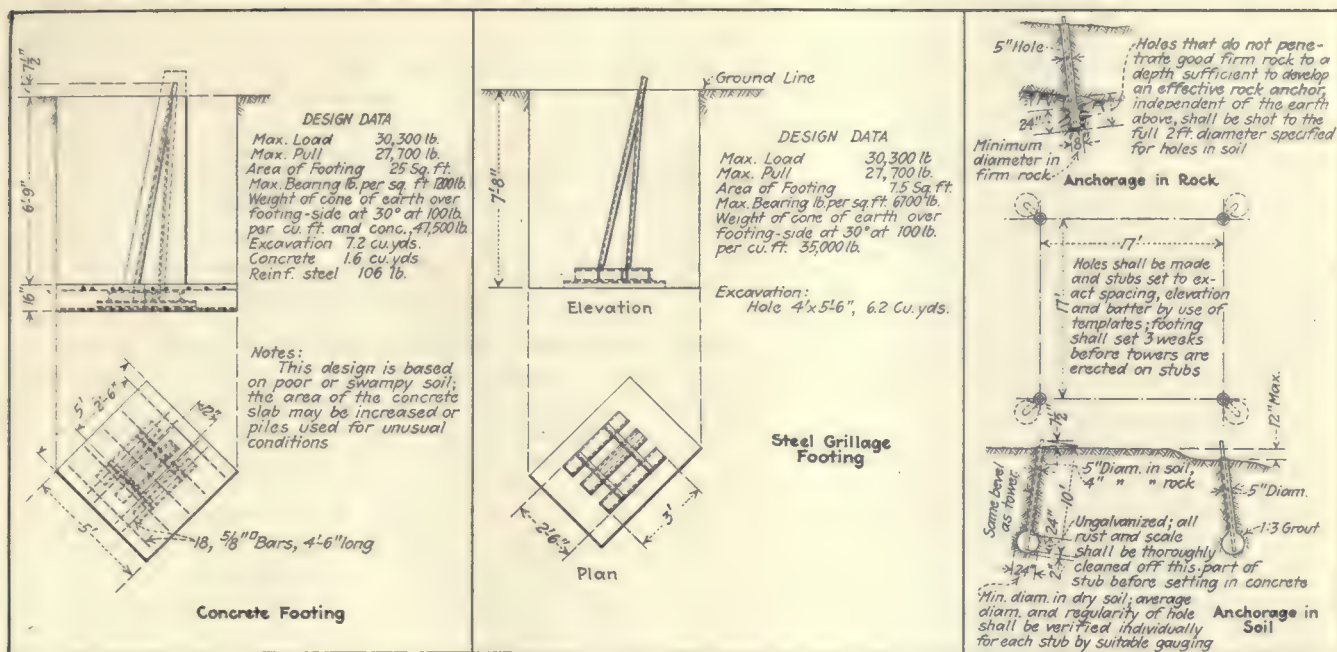 7½"
6'-9"
16"
DESIGN DATA
Max. Load 30,300 lb.
Max. Pull 27,700 lb.
Area of Footing 25 Sq. ft.
Max. Bearing lb. per sq. ft 1200lb.
Weight of cone of earth over
footing-side at 30° at 100 lb.
per cu. ft. and conc., 47,500 lb.
Excavation 7.2 cu. yds.
Concrete 1.6 cu. yds
Reinf. steel 106 lb.
Notes:
This design is based
on poor or swampy soil;
the area of the concrete
slab may be increased or
piles used for unusual
conditions
5'
2'-6"
12"
5'
18, 5/8"□ Bars, 4'-6" long
Concrete Footing
Ground Line
7'-8"
DESIGN DATA
Max. Load 30,300 lb
Max. Pull 27,700 lb.
Area of Footing 7.5 Sq. ft.
Max. Bearing lb. per sq. ft. 6700 lb.
Weight of cone of earth over
footing-side at 30° at 100 lb.
per cu. ft. 35,000 lb.
Elevation
Excavation:
Hole 4'x 5'-6", 6.2 Cu. yds.
Steel Grillage
Footing
2'-6"
3'
Plan
5" Hole
24"
8"
Minimum
diameter in
firm rock
Holes that do not pene-
trate good firm rock to a
depth sufficient to develop
an effective rock anchor,
independent of the earth
above, shall be shot to the
full 2 ft. diameter specified
for holes in soil
Anchorage in Rock
17'
17'
Holes shall be made
and stubs set to ex-
act spacing, elevation
and batter by use of
templates; footing
shall set 3 weeks
before towers are
erected on stubs
7½"
12" Max.
Same bevel
as tower
5" Diam. in soil,
4" " " rock
10'
24"
5" Diam.
1-3 Grout
Ungalvanized; all
rust and scale
shall be thoroughly
cleaned off this part of
stub before setting in concrete
24"
2"
Min. diam. in dry soil; average
diam. and regularity of hole
shall be verified individually
for each stub by suitable gauging
Anchorage in
Soil